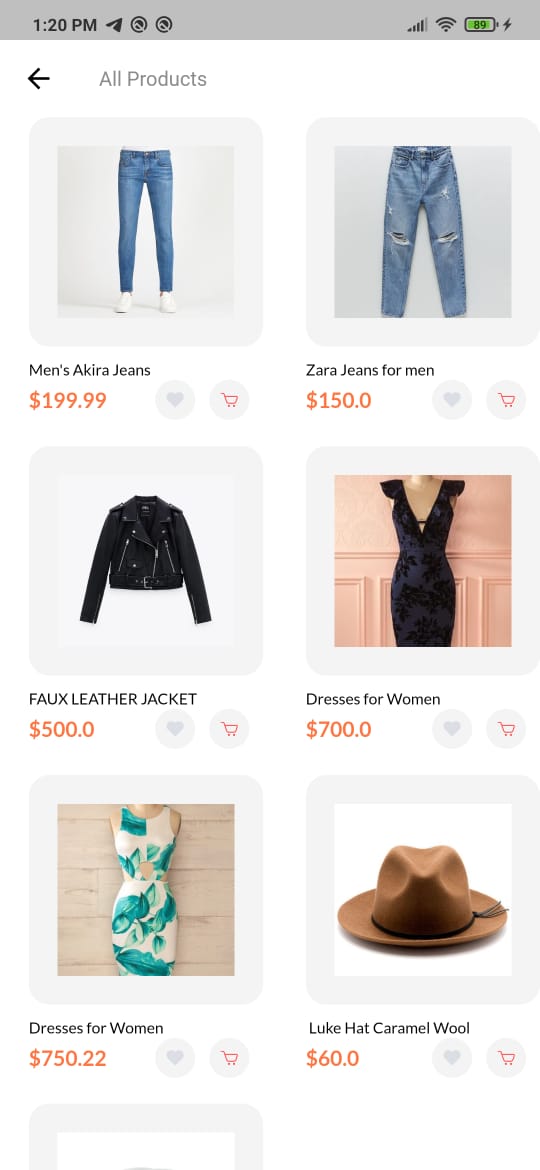 1:20 PM
89
All Products
Men's Akira Jeans
$199.99
Zara Jeans for men
$150.0
FAUX LEATHER JACKET
$500.0
Dresses for Women
$700.0
Dresses for Women
$750.22
Luke Hat Caramel Wool
$60.0